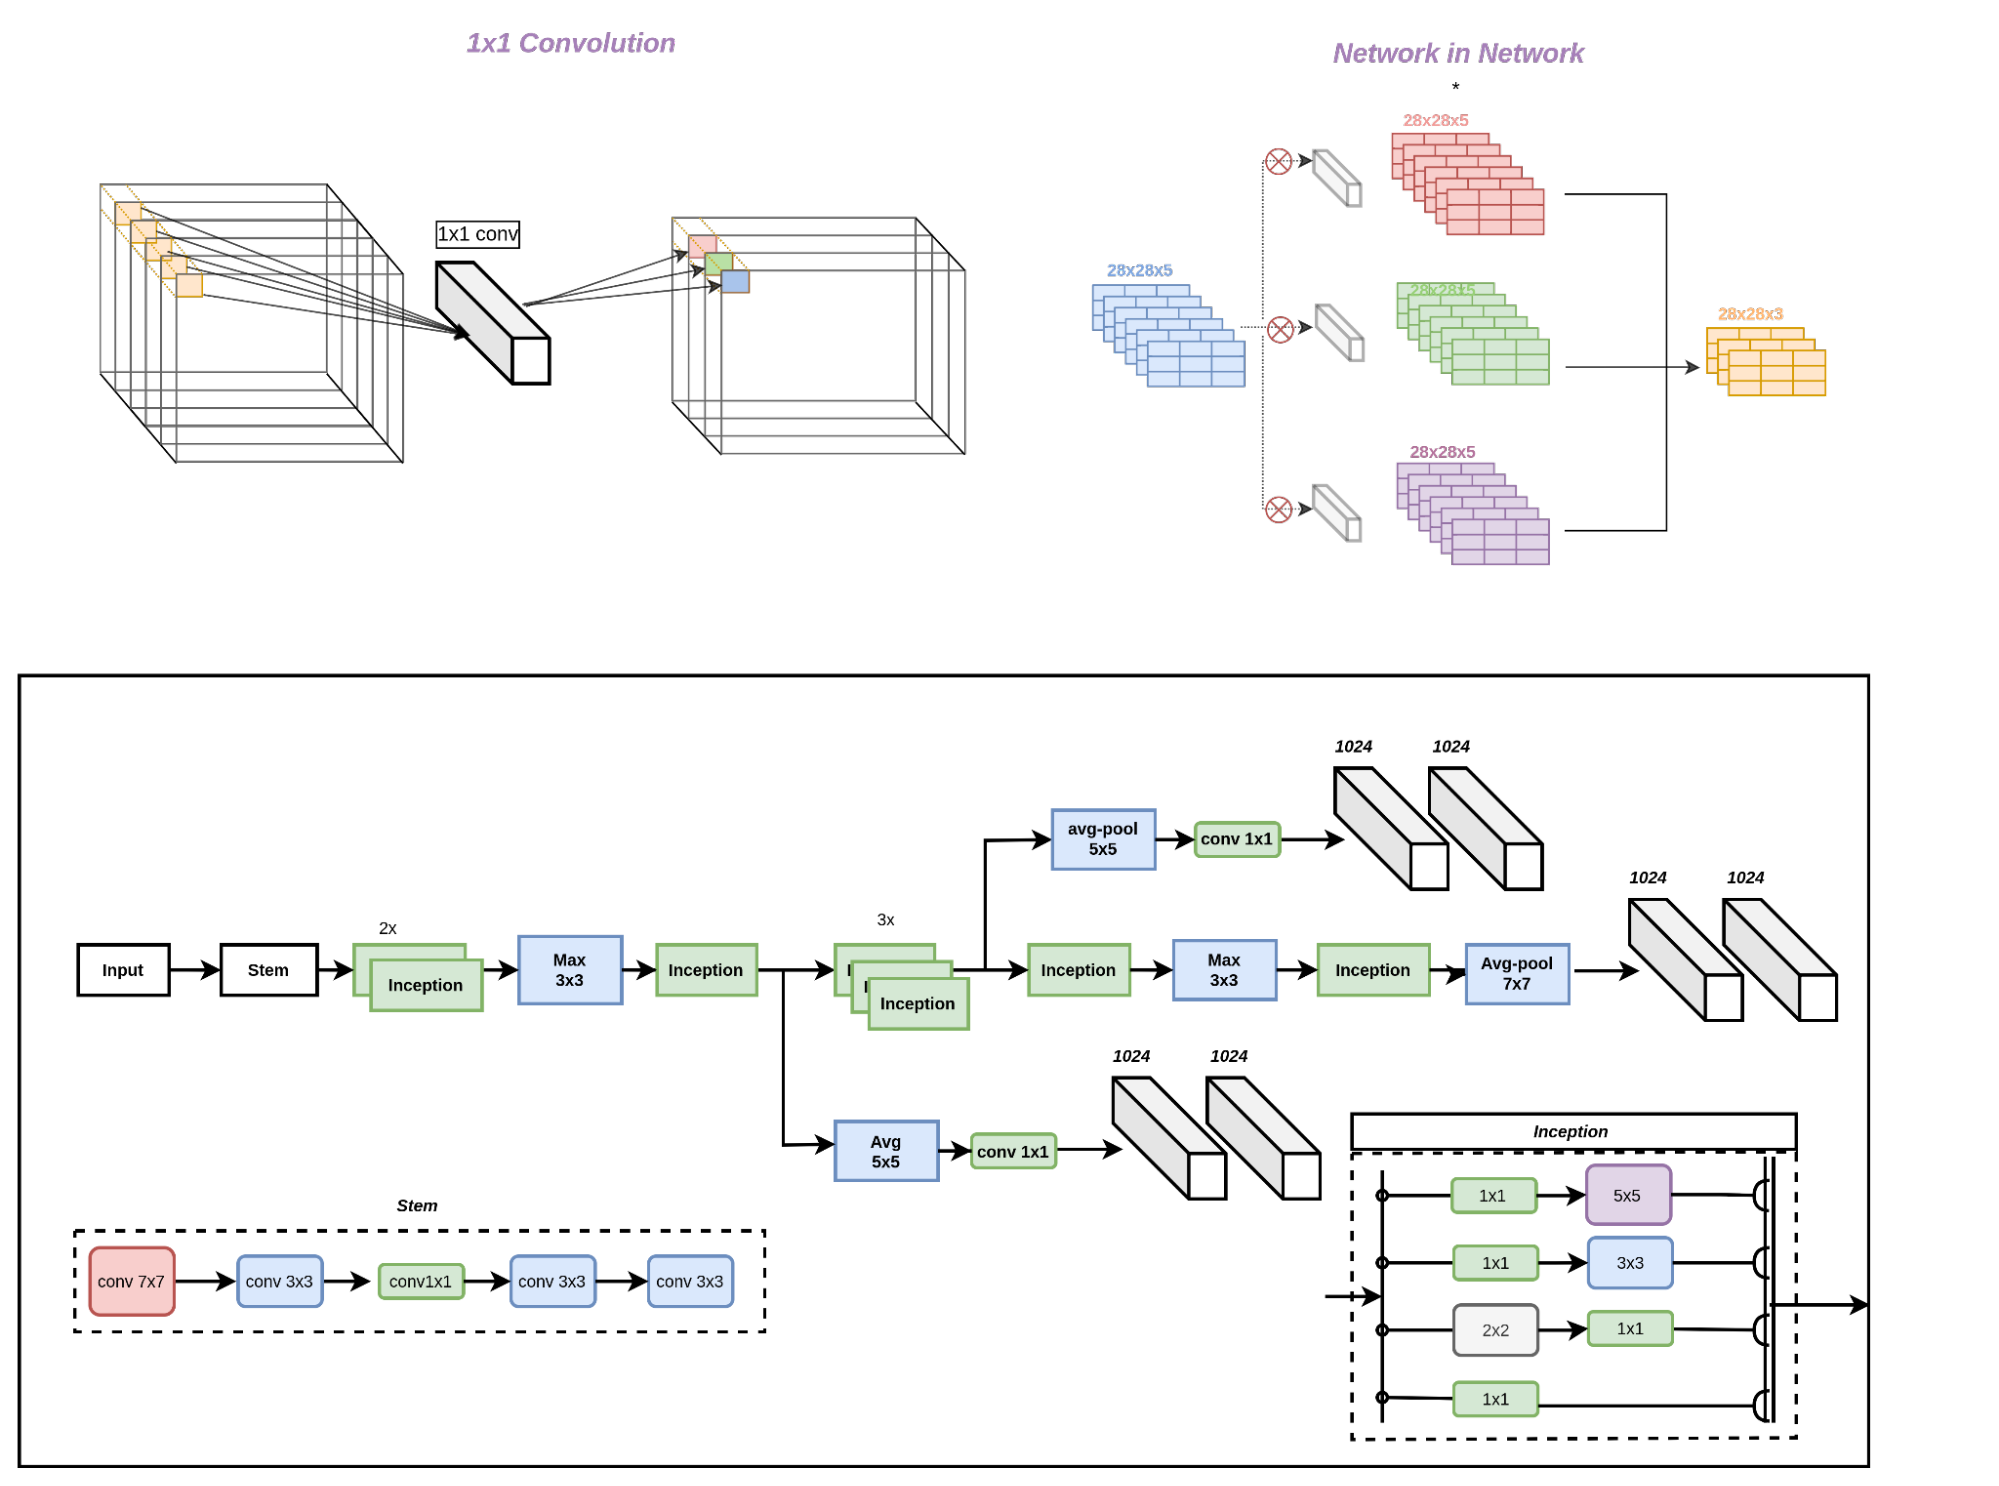 1x1 Convolution
Network in Network
*
28x28x5
1x1 conv
28x28x5
28x28x5
28x28x3
28x28x5
1024
1024
avg-pool
5x5
conv 1x1
1024
1024
2x
3x
Input
Stem
Inception
Max
3x3
Inception
I
I
Inception
Inception
Max
3x3
Inception
Avg-pool
7x7
1024
1024
Avg
5x5
conv 1x1
Stem
conv 7x7
conv 3x3
conv1x1
conv 3x3
conv 3x3
Inception
1x1
5x5
1x1
3x3
2x2
1x1
1x1